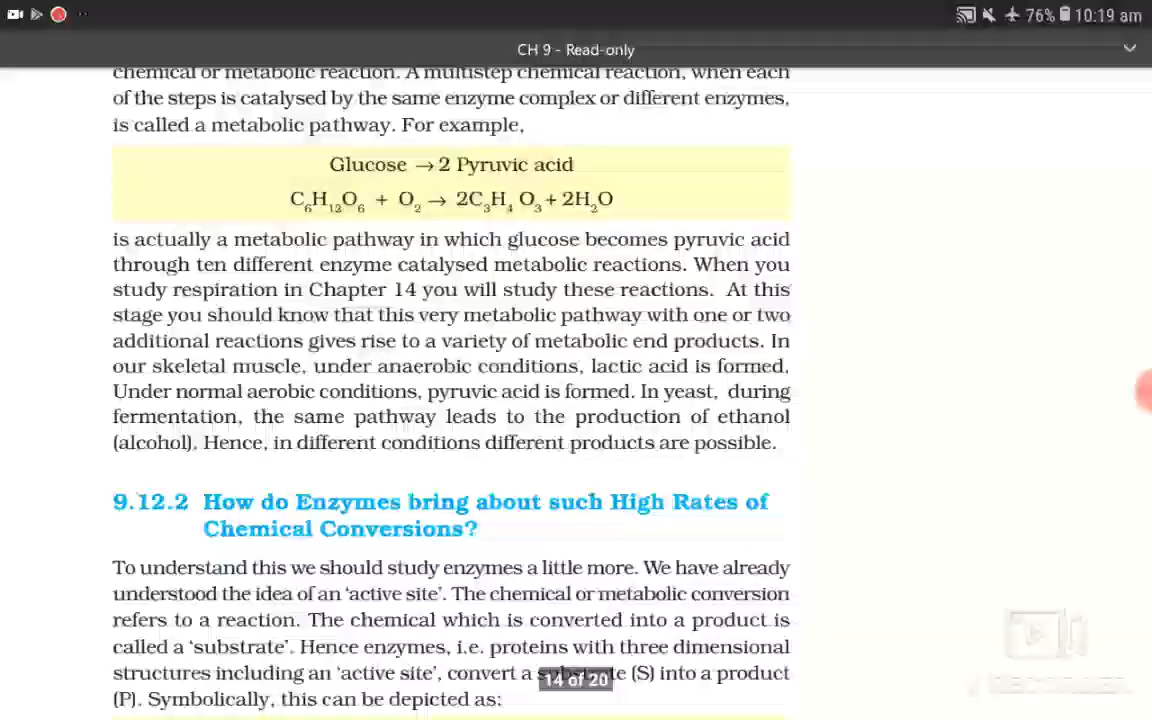 76% 10:19 am
CH 9 - Read-only
chemical or metabolic reaction. A multistep chemical reaction, when each
of the steps is catalysed by the same enzyme complex or different enzymes,
is called a metabolic pathway. For example,
Glucose → 2 Pyruvic acid
C₆H₁₂O₆ + O₂ → 2C₃H₄ O₃ + 2H₂O
is actually a metabolic pathway in which glucose becomes pyruvic acid
through ten different enzyme catalysed metabolic reactions. When you
study respiration in Chapter 14 you will study these reactions. At this
stage you should know that this very metabolic pathway with one or two
additional reactions gives rise to a variety of metabolic end products. In
our skeletal muscle, under anaerobic conditions, lactic acid is formed.
Under normal aerobic conditions, pyruvic acid is formed. In yeast, during
fermentation, the same pathway leads to the production of ethanol
(alcohol). Hence, in different conditions different products are possible.
9.12.2 How do Enzymes bring about such High Rates of
Chemical Conversions?
To understand this we should study enzymes a little more. We have already
understood the idea of an 'active site'. The chemical or metabolic conversion
refers to a reaction. The chemical which is converted into a product is
called a 'substrate'. Hence enzymes, i.e. proteins with three dimensional
structures including an 'active site', convert a (S) into a product
14 of 20
(P). Symbolically, this can be depicted as: